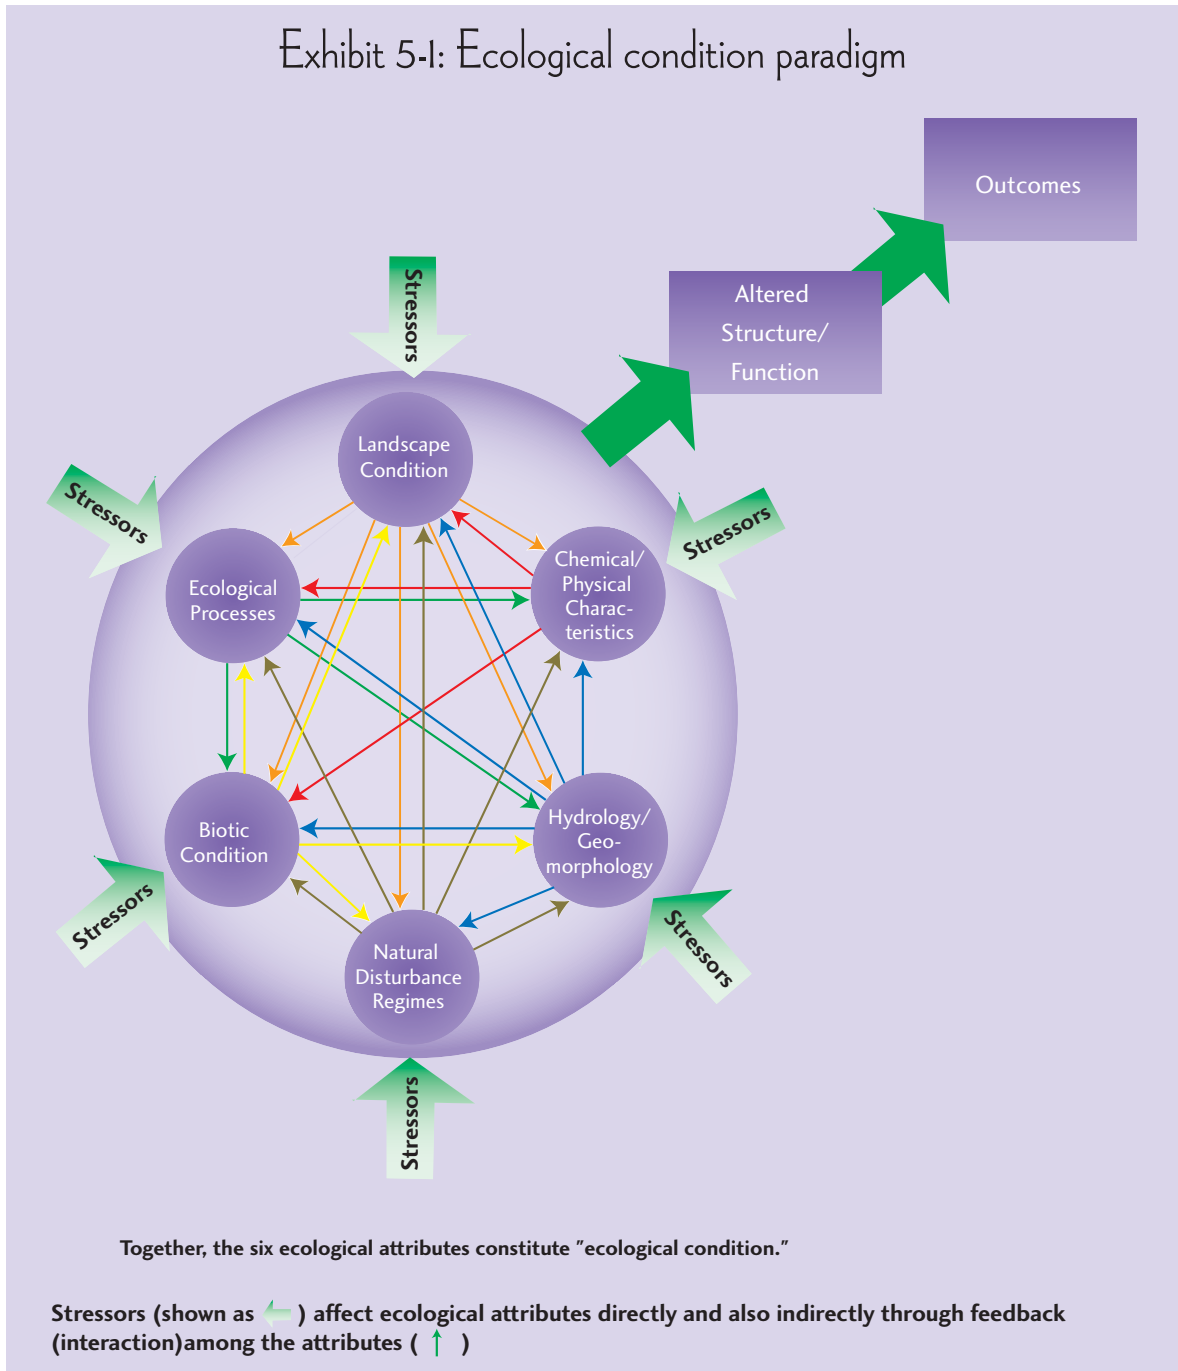 Exhibit 5-1: Ecological condition paradigm
Outcomes
Altered
Structure/
Function
Stressors
Landscape
Condition
Stressors
Stressors
Ecological
Processes
Chemical/
Physical
Charac-
teristics
Biotic
Condition
Hydrology/
Geo-
morphology
Stressors
Stressors
Natural
Disturbance
Regimes
Stressors
Together, the six ecological attributes constitute "ecological condition."
Stressors (shown as ) affect ecological attributes directly and also indirectly through feedback
(interaction)among the attributes ( )